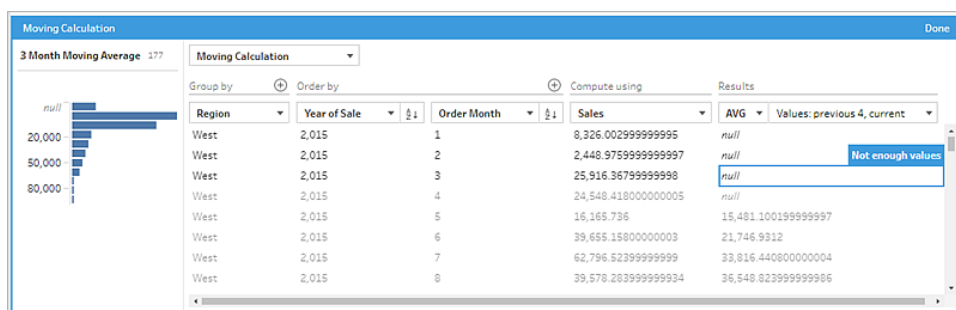 Moving Calculation Done
3 Month Moving Average 177
Moving Calculation
Group by Order by Compute using Results
null
20,000
50,000
80,000
Region Year of Sale Order Month Sales AVG Values: previous 4, current
West 2,015 1 8,326.002999999995 null
West 2,015 2 2,448.9759999999997 null
Not enough values
West 2,015 3 25,916.36799999998 null
West 2,015 4 24,548.418000000005 null
West 2,015 5 16,165.736 15,481.100199999997
West 2,015 6 39,655.15800000003 21,746.9312
West 2,015 7 62,796.52399999999 33,816.440800000004
West 2,015 8 39,578.283999999934 36,548.823999999986